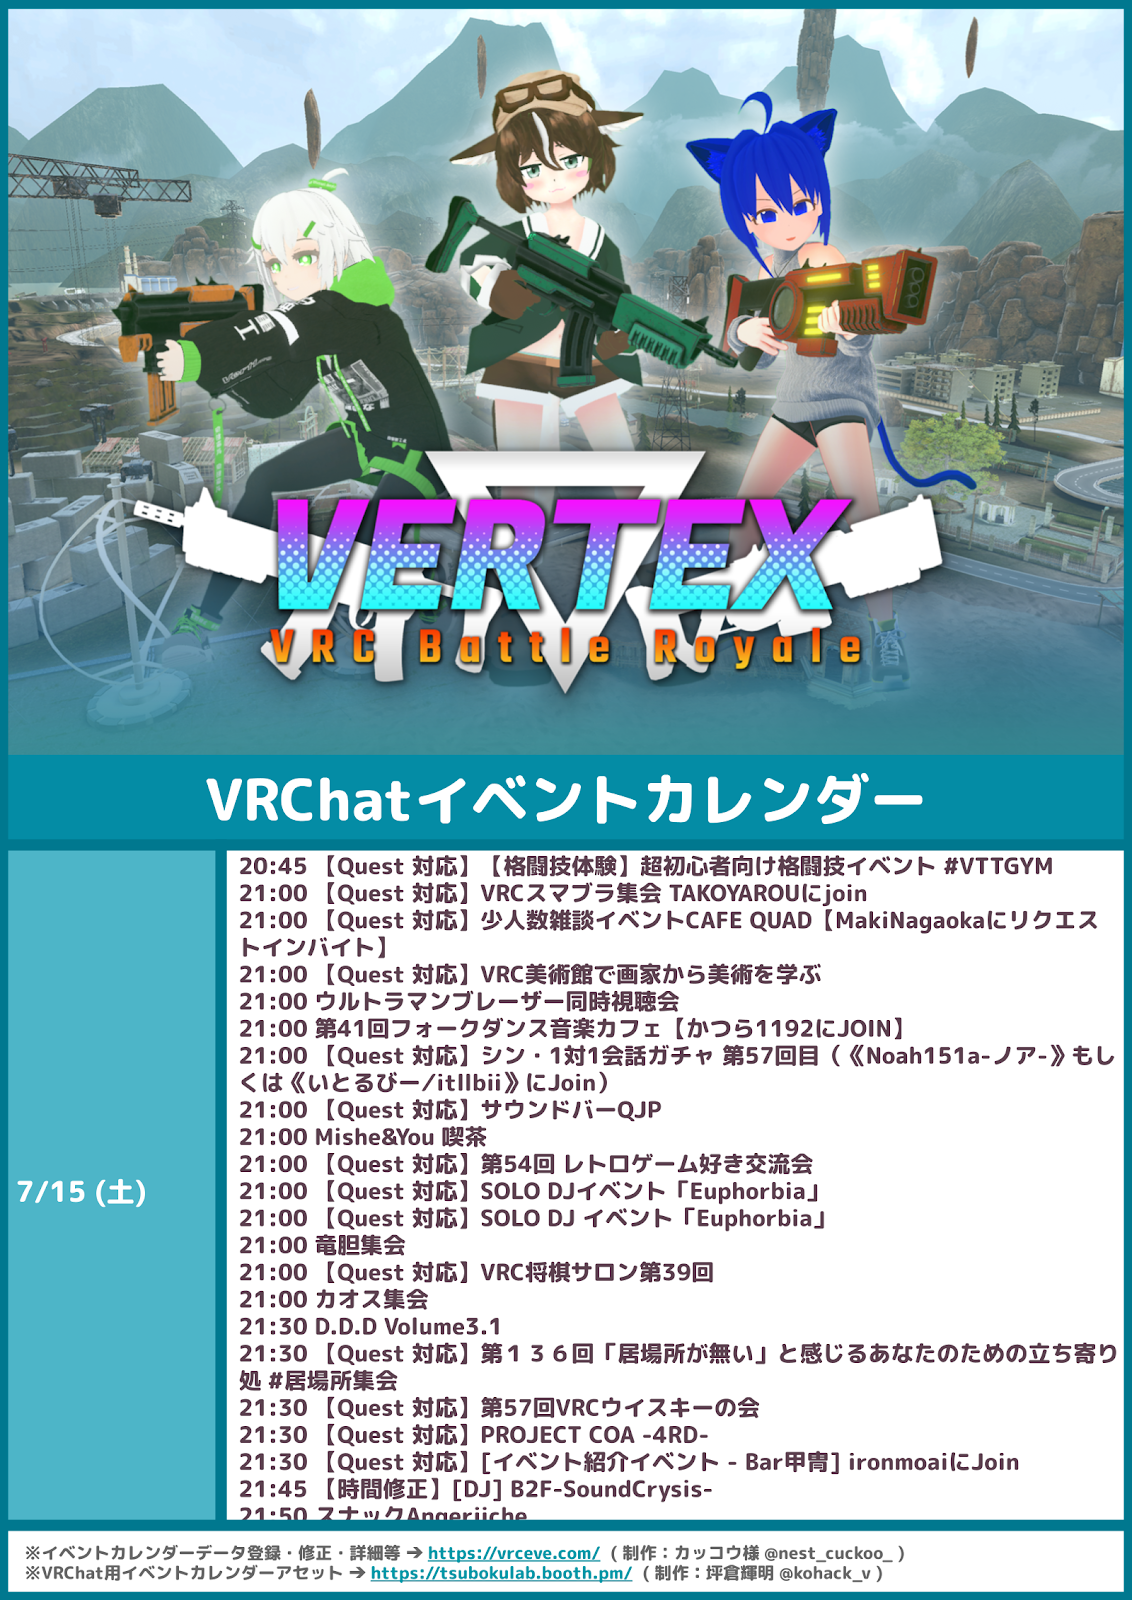 VERTEX
VRC Battle Royale
VRChatイベントカレンダー
7/15 (土)
20:45 【Quest 対応】【格闘技体験】超初心者向け格闘技イベント #VTTGYM
21:00 【Quest 対応】VRCスマブラ集会 TAKOYAROUにjoin
21:00 【Quest 対応】少人数雑談イベントCAFE QUAD【MakiNagaokaにリクエス
トインバイト】
21:00 【Quest 対応】VRC美術館で画家から美術を学ぶ
21:00 ウルトラマンブレーザー同時視聴会
21:00 第41回フォークダンス音楽カフェ【かつら1192にJOIN】
21:00 【Quest 対応】シン・1対1会話ガチャ 第57回目（《Noah151a-ノア-》もし
くは《いとるびー/itllbii》にJoin）
21:00 【Quest 対応】サウンドバーQJP
21:00 Mishe&You 喫茶
21:00 【Quest 対応】第54回 レトロゲーム好き交流会
21:00 【Quest 対応】SOLO DJイベント「Euphorbia」
21:00 【Quest 対応】SOLO DJ イベント「Euphorbia」
21:00 竜胆集会
21:00 【Quest 対応】VRC将棋サロン第39回
21:00 カオス集会
21:30 D.D.D Volume3.1
21:30 【Quest 対応】第１３６回「居場所が無い」と感じるあなたのための立ち寄り
処 #居場所集会
21:30 【Quest 対応】第57回VRCウイスキーの会
21:30 【Quest 対応】PROJECT COA -4RD-
21:30 【Quest 対応】[イベント紹介イベント - Bar甲冑] ironmoaiにJoin
21:45 【時間修正】[DJ] B2F-SoundCrysis-
21:50 スナックAngeriiche
※イベントカレンダーデータ登録・修正・詳細等 ➔ https://vrceve.com/ ( 制作：カッコウ様 @nest_cuckoo_ )
※VRChat用イベントカレンダーアセット ➔ https://tsubokulab.booth.pm/ ( 制作：坪倉輝明 @kohack_v )